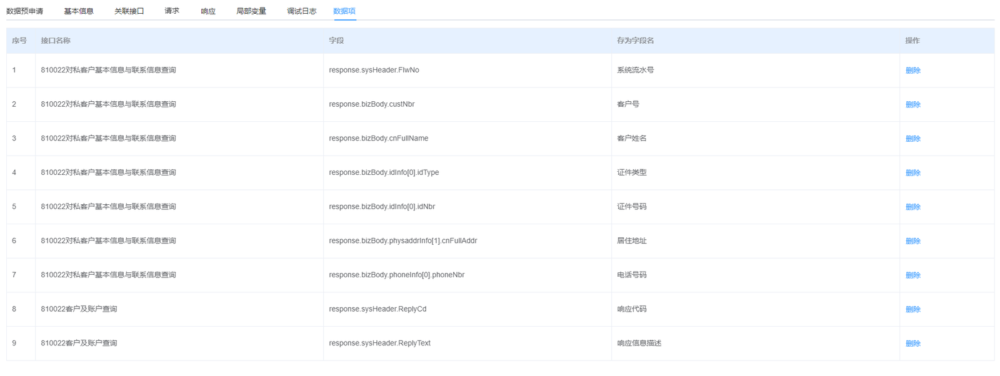 数据预申请 基本信息 关联接口 请求 响应 局部变量 调试日志 数据项
序号 接口名称 字段 存为字段名 操作
1 810022对私客户基本信息与联系信息查询 response.sysHeader.FlwNo 系统流水号 删除
2 810022对私客户基本信息与联系信息查询 response.bizBody.custNbr 客户号 删除
3 810022对私客户基本信息与联系信息查询 response.bizBody.cnFullName 客户姓名 删除
4 810022对私客户基本信息与联系信息查询 response.bizBody.idInfo[0].idType 证件类型 删除
5 810022对私客户基本信息与联系信息查询 response.bizBody.idInfo[0].idNbr 证件号码 删除
6 810022对私客户基本信息与联系信息查询 response.bizBody.physaddrInfo[1].cnFullAddr 居住地址 删除
7 810022对私客户基本信息与联系信息查询 response.bizBody.phoneInfo[0].phoneNbr 电话号码 删除
8 810022客户及账户查询 response.sysHeader.ReplyCd 响应代码 删除
9 810022客户及账户查询 response.sysHeader.ReplyText 响应信息描述 删除